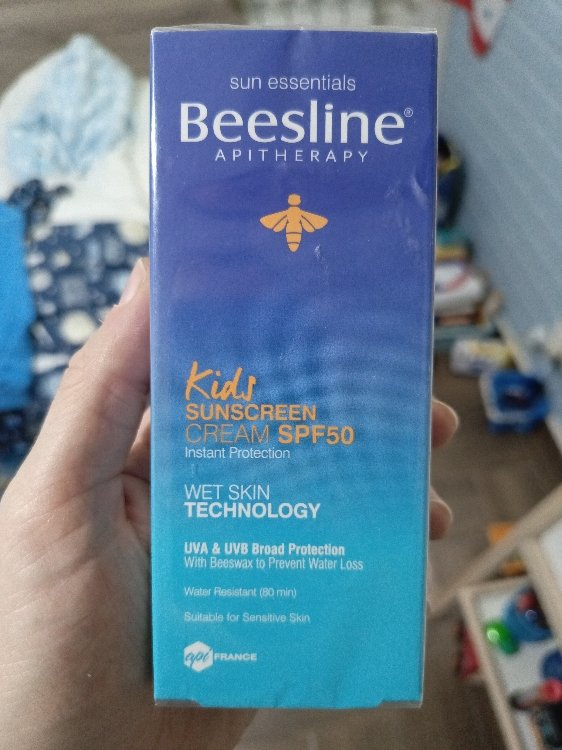 sun essentials
Beesline®
APITHERAPY
Kids
SUNSCREEN
CREAM SPF50
Instant Protection
WET SKIN
TECHNOLOGY
UVA & UVB Broad Protection
With Beeswax to Prevent Water Loss
Water Resistant (80 min)
Suitable for Sensitive Skin
api FRANCE